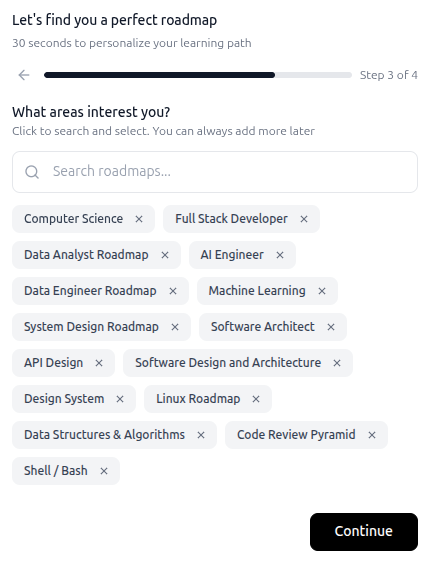 Let's find you a perfect roadmap
30 seconds to personalize your learning path
Step 3 of 4
What areas interest you?
Click to search and select. You can always add more later
Search roadmaps...
Computer Science × Full Stack Developer ×
Data Analyst Roadmap × AI Engineer ×
Data Engineer Roadmap × Machine Learning ×
System Design Roadmap × Software Architect ×
API Design × Software Design and Architecture ×
Design System × Linux Roadmap ×
Data Structures & Algorithms × Code Review Pyramid ×
Shell / Bash ×
Continue